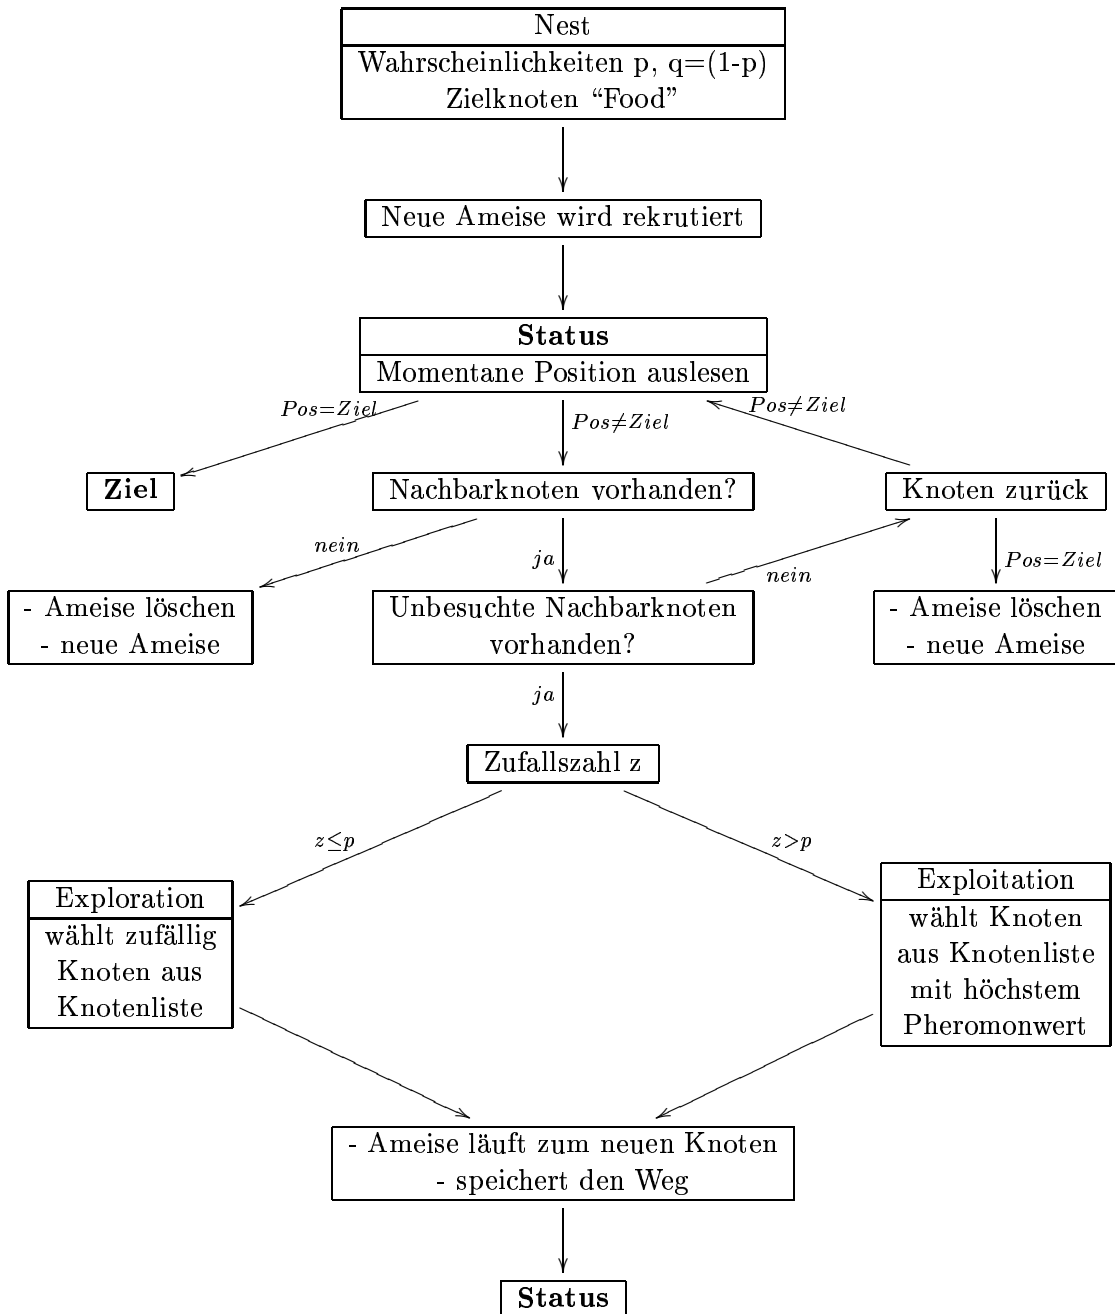 Nest
Wahrscheinlichkeiten p, q=(1-p)
Zielknoten “Food”
Neue Ameise wird rekrutiert
Status
Momentane Position auslesen
Pos=Ziel
Pos≠Ziel
Pos≠Ziel
Ziel
Nachbarknoten vorhanden?
Knoten zurück
nein
ja
nein
Pos=Ziel
- Ameise löschen
- neue Ameise
Unbesuchte Nachbarknoten
vorhanden?
- Ameise löschen
- neue Ameise
ja
Zufallszahl z
z≤p
z>p
Exploration
wählt zufällig
Knoten aus
Knotenliste
Exploitation
wählt Knoten
aus Knotenliste
mit höchstem
Pheromonwert
- Ameise läuft zum neuen Knoten
- speichert den Weg
Status